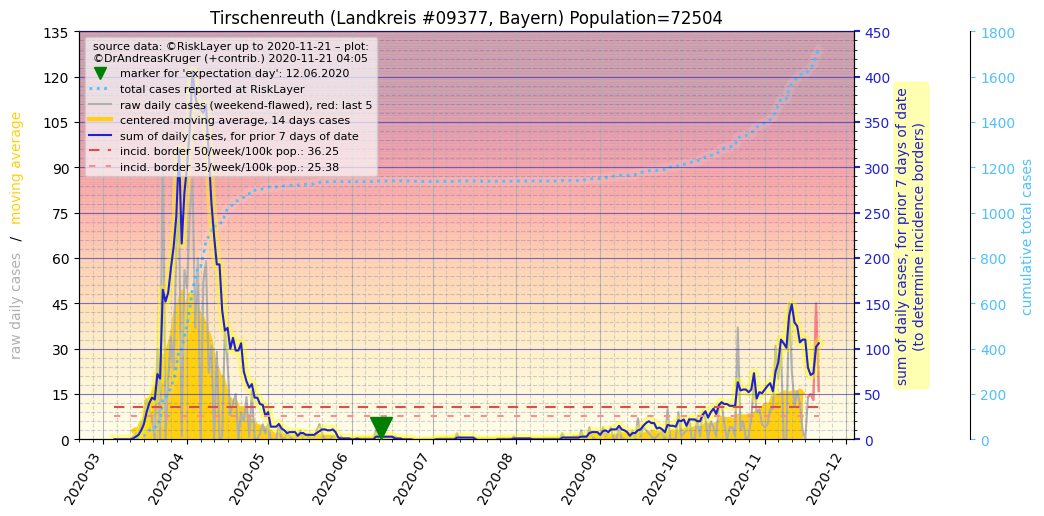 Tirschenreuth (Landkreis #09377, Bayern) Population=72504
source data: ©RiskLayer up to 2020-11-21 – plot:
©DrAndreasKruger (+contrib.) 2020-11-21 04:05
marker for 'expectation day': 12.06.2020
total cases reported at RiskLayer
raw daily cases (weekend-flawed), red: last 5
centered moving average, 14 days cases
sum of daily cases, for prior 7 days of date
incid. border 50/week/100k pop.: 36.25
incid. border 35/week/100k pop.: 25.38
raw daily cases / moving average
135
120
105
90
75
60
45
30
15
0
2020-03
2020-04
2020-05
2020-06
2020-07
2020-08
2020-09
2020-10
2020-11
2020-12
450
400
350
300
250
200
150
100
50
0
sum of daily cases, for prior 7 days of date
(to determine incidence borders)
1800
1600
1400
1200
1000
800
600
400
200
0
cumulative total cases